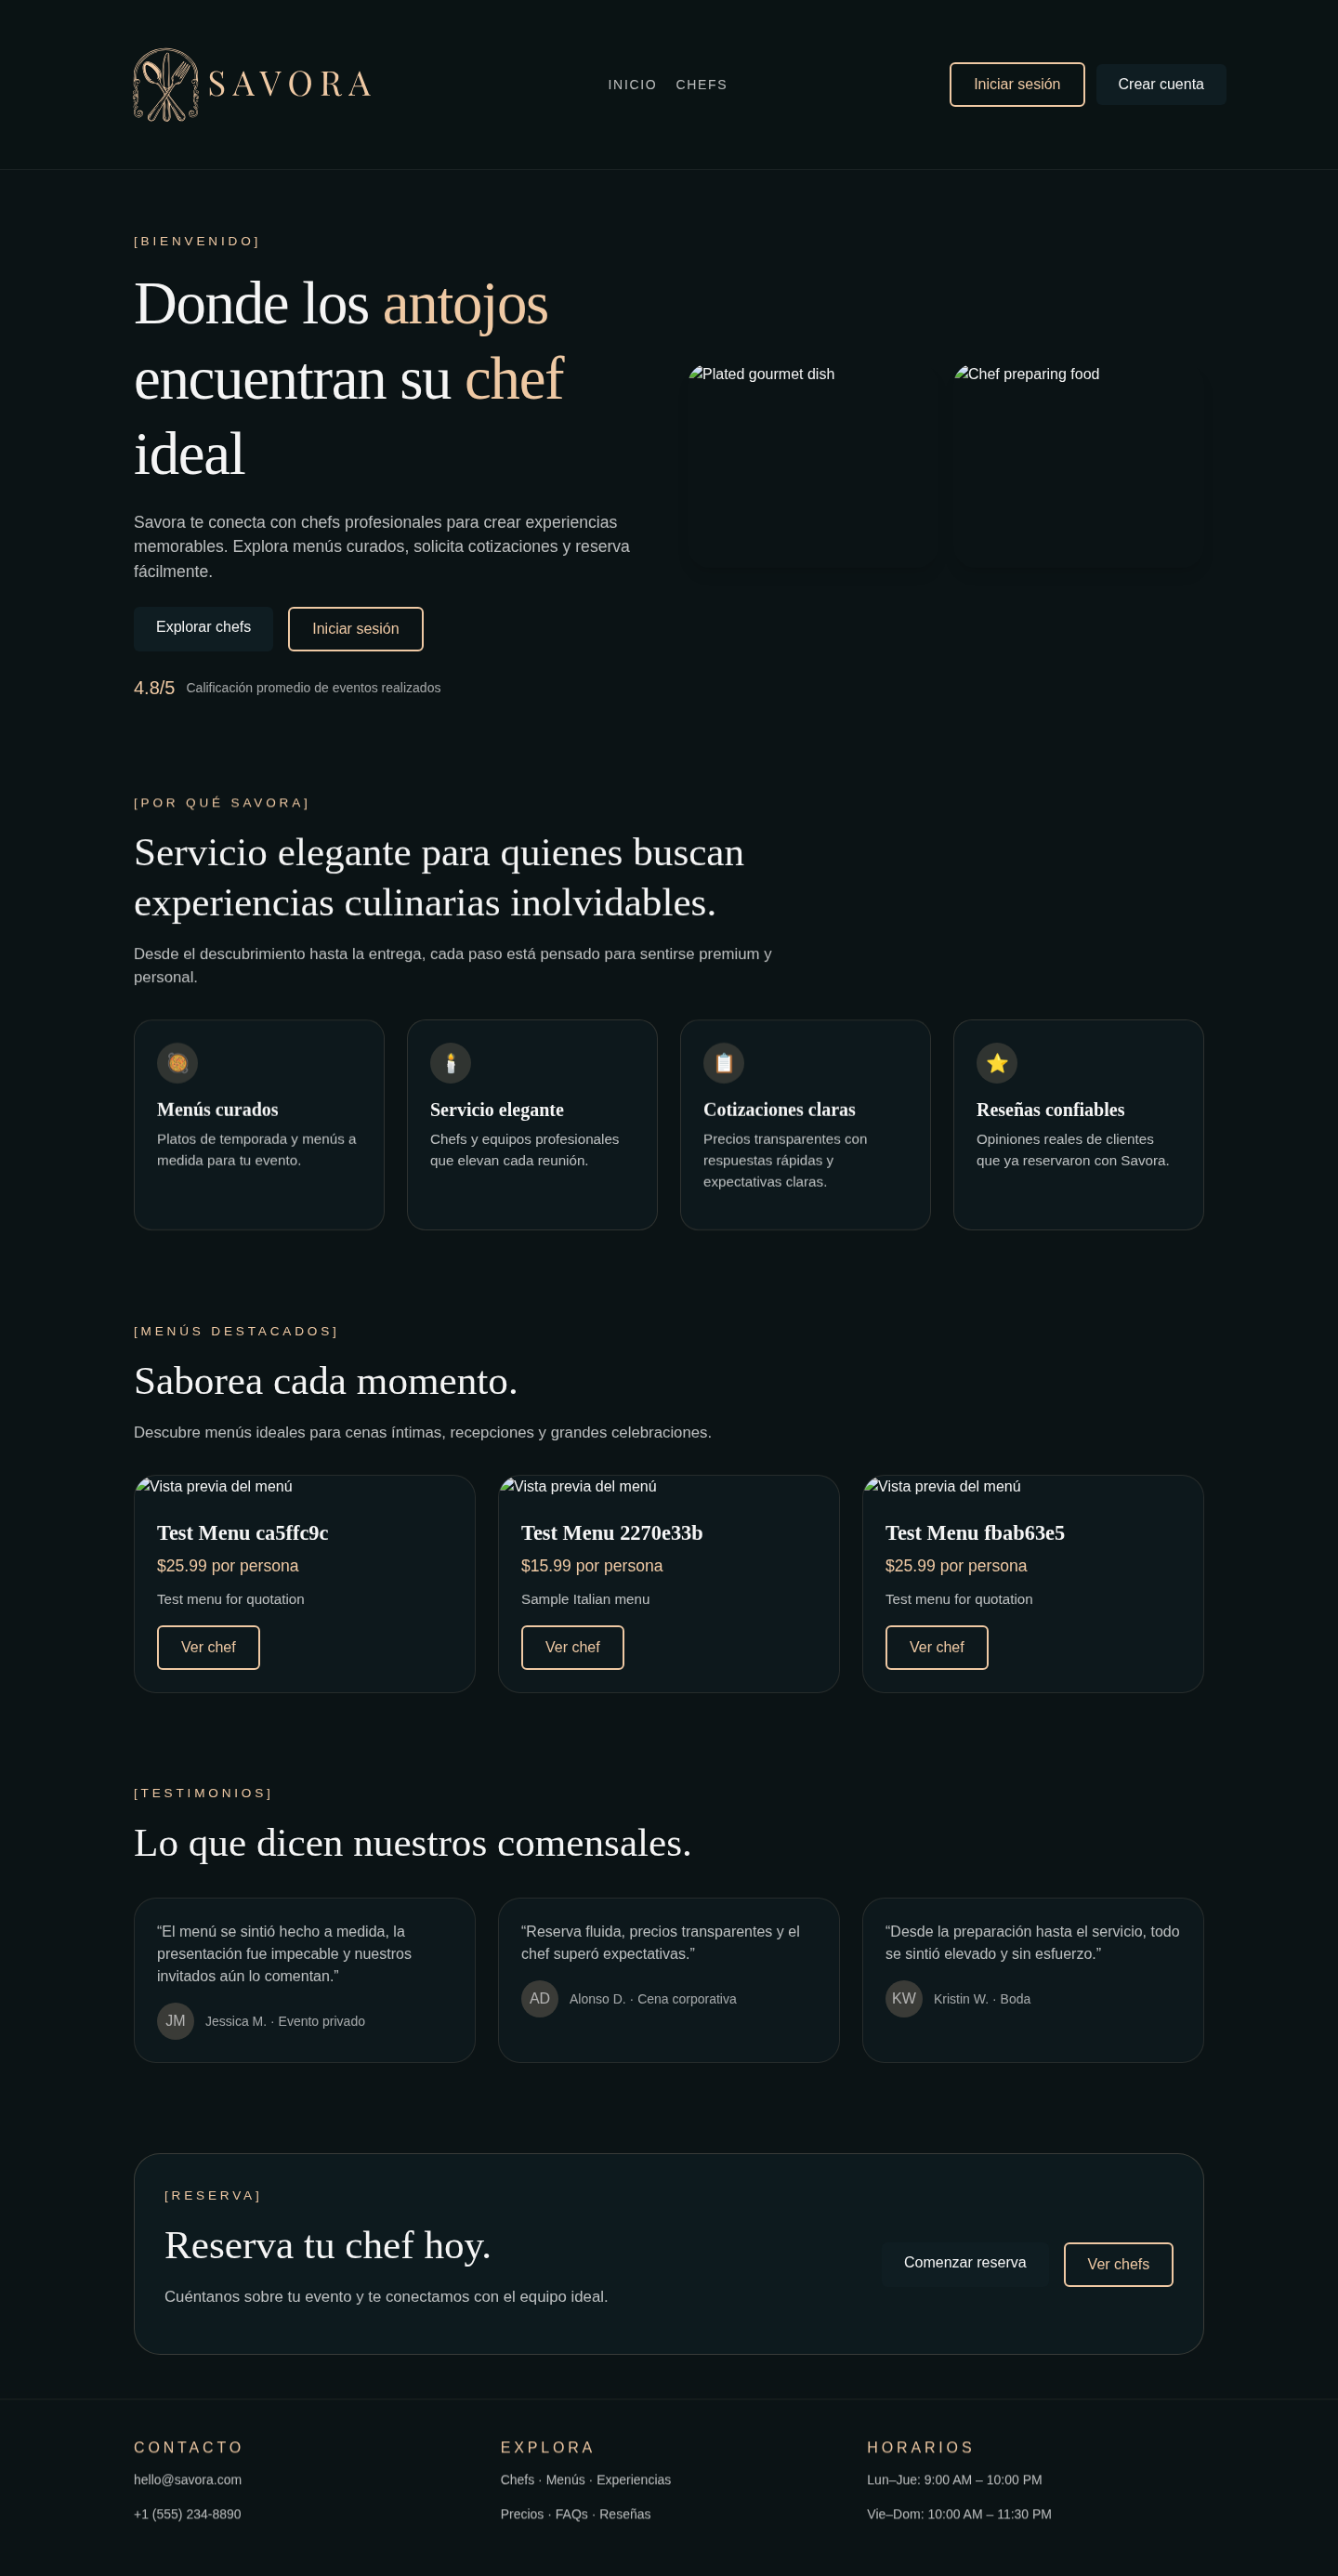 SAVORA
INICIO CHEFS
Iniciar sesión
Crear cuenta
[BIENVENIDO]
Donde los antojos
encuentran su chef
ideal
Savora te conecta con chefs profesionales para crear experiencias
memorables. Explora menús curados, solicita cotizaciones y reserva
fácilmente.
Explorar chefs
Iniciar sesión
4.8/5 Calificación promedio de eventos realizados
Plated gourmet dish
Chef preparing food
[POR QUÉ SAVORA]
Servicio elegante para quienes buscan
experiencias culinarias inolvidables.
Desde el descubrimiento hasta la entrega, cada paso está pensado para sentirse premium y
personal.
Menús curados
Platos de temporada y menús a
medida para tu evento.
Servicio elegante
Chefs y equipos profesionales
que elevan cada reunión.
Cotizaciones claras
Precios transparentes con
respuestas rápidas y
expectativas claras.
Reseñas confiables
Opiniones reales de clientes
que ya reservaron con Savora.
[MENÚS DESTACADOS]
Saborea cada momento.
Descubre menús ideales para cenas íntimas, recepciones y grandes celebraciones.
Vista previa del menú
Test Menu ca5ffc9c
$25.99 por persona
Test menu for quotation
Ver chef
Vista previa del menú
Test Menu 2270e33b
$15.99 por persona
Sample Italian menu
Ver chef
Vista previa del menú
Test Menu fbab63e5
$25.99 por persona
Test menu for quotation
Ver chef
[TESTIMONIOS]
Lo que dicen nuestros comensales.
“El menú se sintió hecho a medida, la
presentación fue impecable y nuestros
invitados aún lo comentan.”
JM Jessica M. · Evento privado
“Reserva fluida, precios transparentes y el
chef superó expectativas.”
AD Alonso D. · Cena corporativa
“Desde la preparación hasta el servicio, todo
se sintió elevado y sin esfuerzo.”
KW Kristin W. · Boda
[RESERVA]
Reserva tu chef hoy.
Cuéntanos sobre tu evento y te conectamos con el equipo ideal.
Comenzar reserva
Ver chefs
CONTACTO
hello@savora.com
+1 (555) 234-8890
EXPLORA
Chefs · Menús · Experiencias
Precios · FAQs · Reseñas
HORARIOS
Lun–Jue: 9:00 AM – 10:00 PM
Vie–Dom: 10:00 AM – 11:30 PM